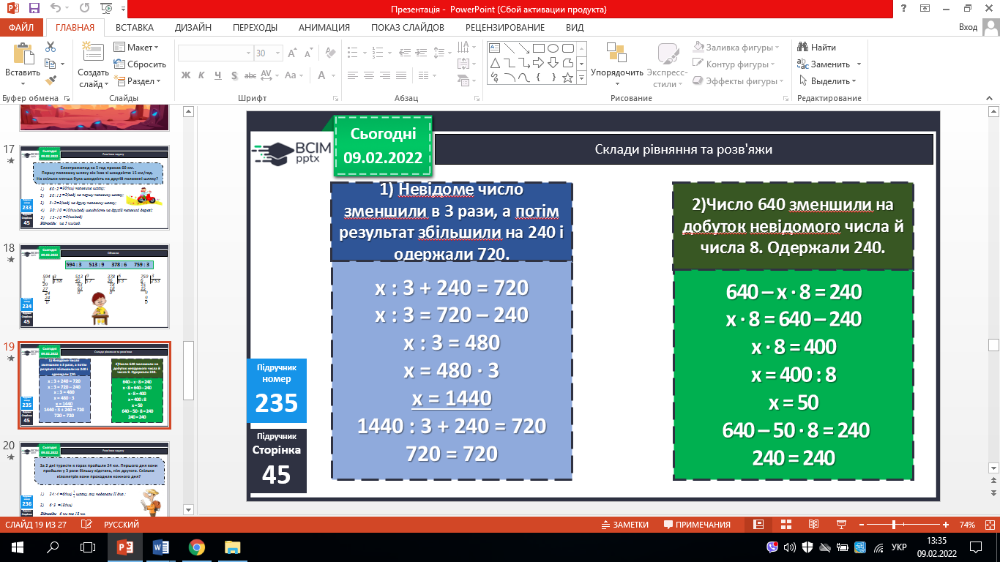 Презентація - PowerPoint (Сбой активации продукта)
ФАЙЛ ГЛАВНАЯ ВСТАВКА ДИЗАЙН ПЕРЕХОДЫ АНИМАЦИЯ ПОКАЗ СЛАЙДОВ РЕЦЕНЗИРОВАНИЕ ВИД Вход
Вставить
Создать слайд
Макет
Сбросить
Раздел
30
Ж К Ч S abc AV Aa А
Упорядочить
Экспресс-стили
Заливка фигуры
Контур фигуры
Эффекты фигуры
Найти
Заменить
Выделить
Буфер обмена Слайды Шрифт Абзац Рисование Редактирование
17
Сьогодні
09.02.2022
Розв'яжи задачу
Електромопед за 5 год проїхав 60 км.
Першу половину шляху він їхав зі швидкістю 15 км/год.
На скільки менша була швидкість на другій половині шляху?
233
45
18
Сьогодні
09.02.2022
Обчисли
594 : 3 513 : 9 378 : 6 759 : 3
234
45
19
Сьогодні
09.02.2022
Склади рівняння та розв'яжи
1) Невідоме число
зменшили в 3 рази, а потім
результат збільшили на 240 і
одержали 720.
х : 3 + 240 = 720
х : 3 = 720 – 240
х : 3 = 480
х = 480 · 3
х = 1440
1440 : 3 + 240 = 720
720 = 720
2)Число 640 зменшили на
добуток невідомого числа й
числа 8. Одержали 240.
640 – х · 8 = 240
х · 8 = 640 – 240
х · 8 = 400
х = 400 : 8
х = 50
640 – 50 · 8 = 240
240 = 240
235
45
20
Сьогодні
09.02.2022
Розв'яжи задачу
За 2 дні туристи в горах пройшли 24 км. Першого дня вони
пройшли у 3 рази більшу відстань, ніж другого. Скільки
кілометрів вони проходили кожного дня?
236
Сьогодні
09.02.2022
ВСІМ
pptx
Склади рівняння та розв'яжи
1) Невідоме число
зменшили в 3 рази, а потім
результат збільшили на 240 і
одержали 720.
х : 3 + 240 = 720
х : 3 = 720 – 240
х : 3 = 480
х = 480 · 3
х = 1440
1440 : 3 + 240 = 720
720 = 720
2)Число 640 зменшили на
добуток невідомого числа й
числа 8. Одержали 240.
640 – х · 8 = 240
х · 8 = 640 – 240
х · 8 = 400
х = 400 : 8
х = 50
640 – 50 · 8 = 240
240 = 240
Підручник
номер
235
Підручник
Сторінка
45
СЛАЙД 19 ИЗ 27 РУССКИЙ ЗАМЕТКИ ПРИМЕЧАНИЯ 74%
УКР
13:35
09.02.2022